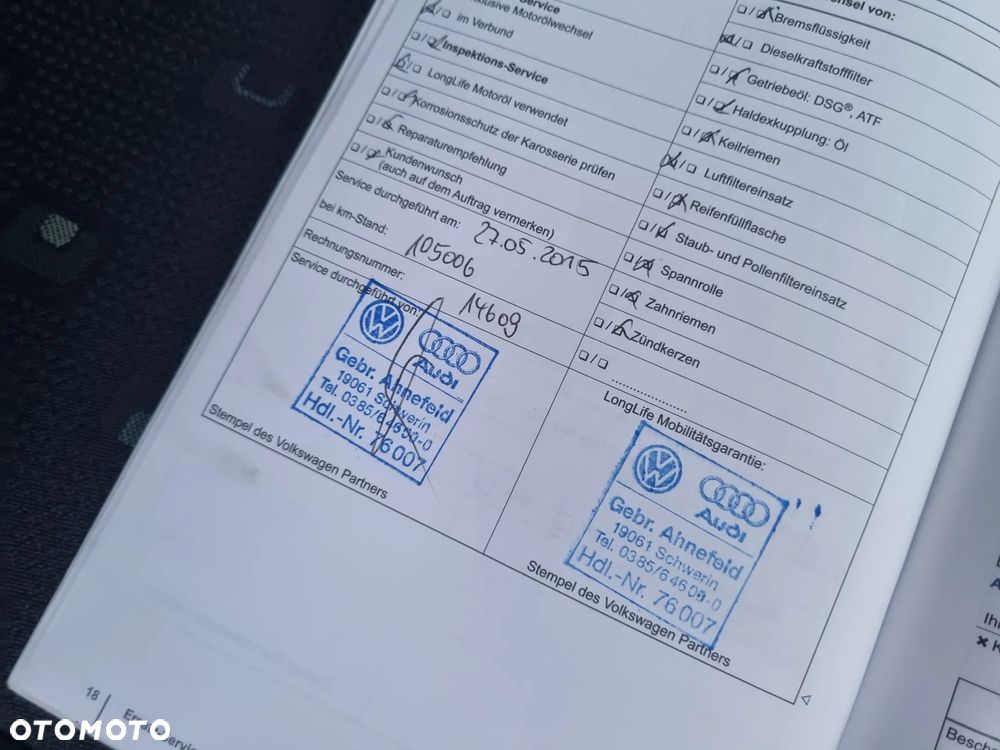 Service
Motorölwechsel
im Verbund
Inspektions-Service
LongLife Motoröl verwendet
Korrosionsschutz der Karosserie prüfen
Reparaturempfehlung
Kundenwunsch
(auch auf dem Auftrag vermerken)
Service durchgeführt am: 27.05.2015
bei km-Stand: 105006
Rechnungsnummer: 14609
Service durchgeführt von:
Audi
Gebr. Ahnefeld
19061 Schwerin
Tel. 0385/64600-0
Hdl.-Nr. 76007
Stempel des Volkswagen Partners
von:
Bremsflüssigkeit
Dieselkraftstofffilter
Getriebeöl: DSG®, ATF
Haldexkupplung: Öl
Keilriemen
Luftfiltereinsatz
Reifenfüllflasche
Staub- und Pollenfiltereinsatz
Spannrolle
Zahnriemen
Zündkerzen
....................
LongLife Mobilitätsgarantie:
Audi
Gebr. Ahnefeld
19061 Schwerin
Tel. 0385/64600-0
Hdl.-Nr. 76007
Stempel des Volkswagen Partners
18
OTOMOTO